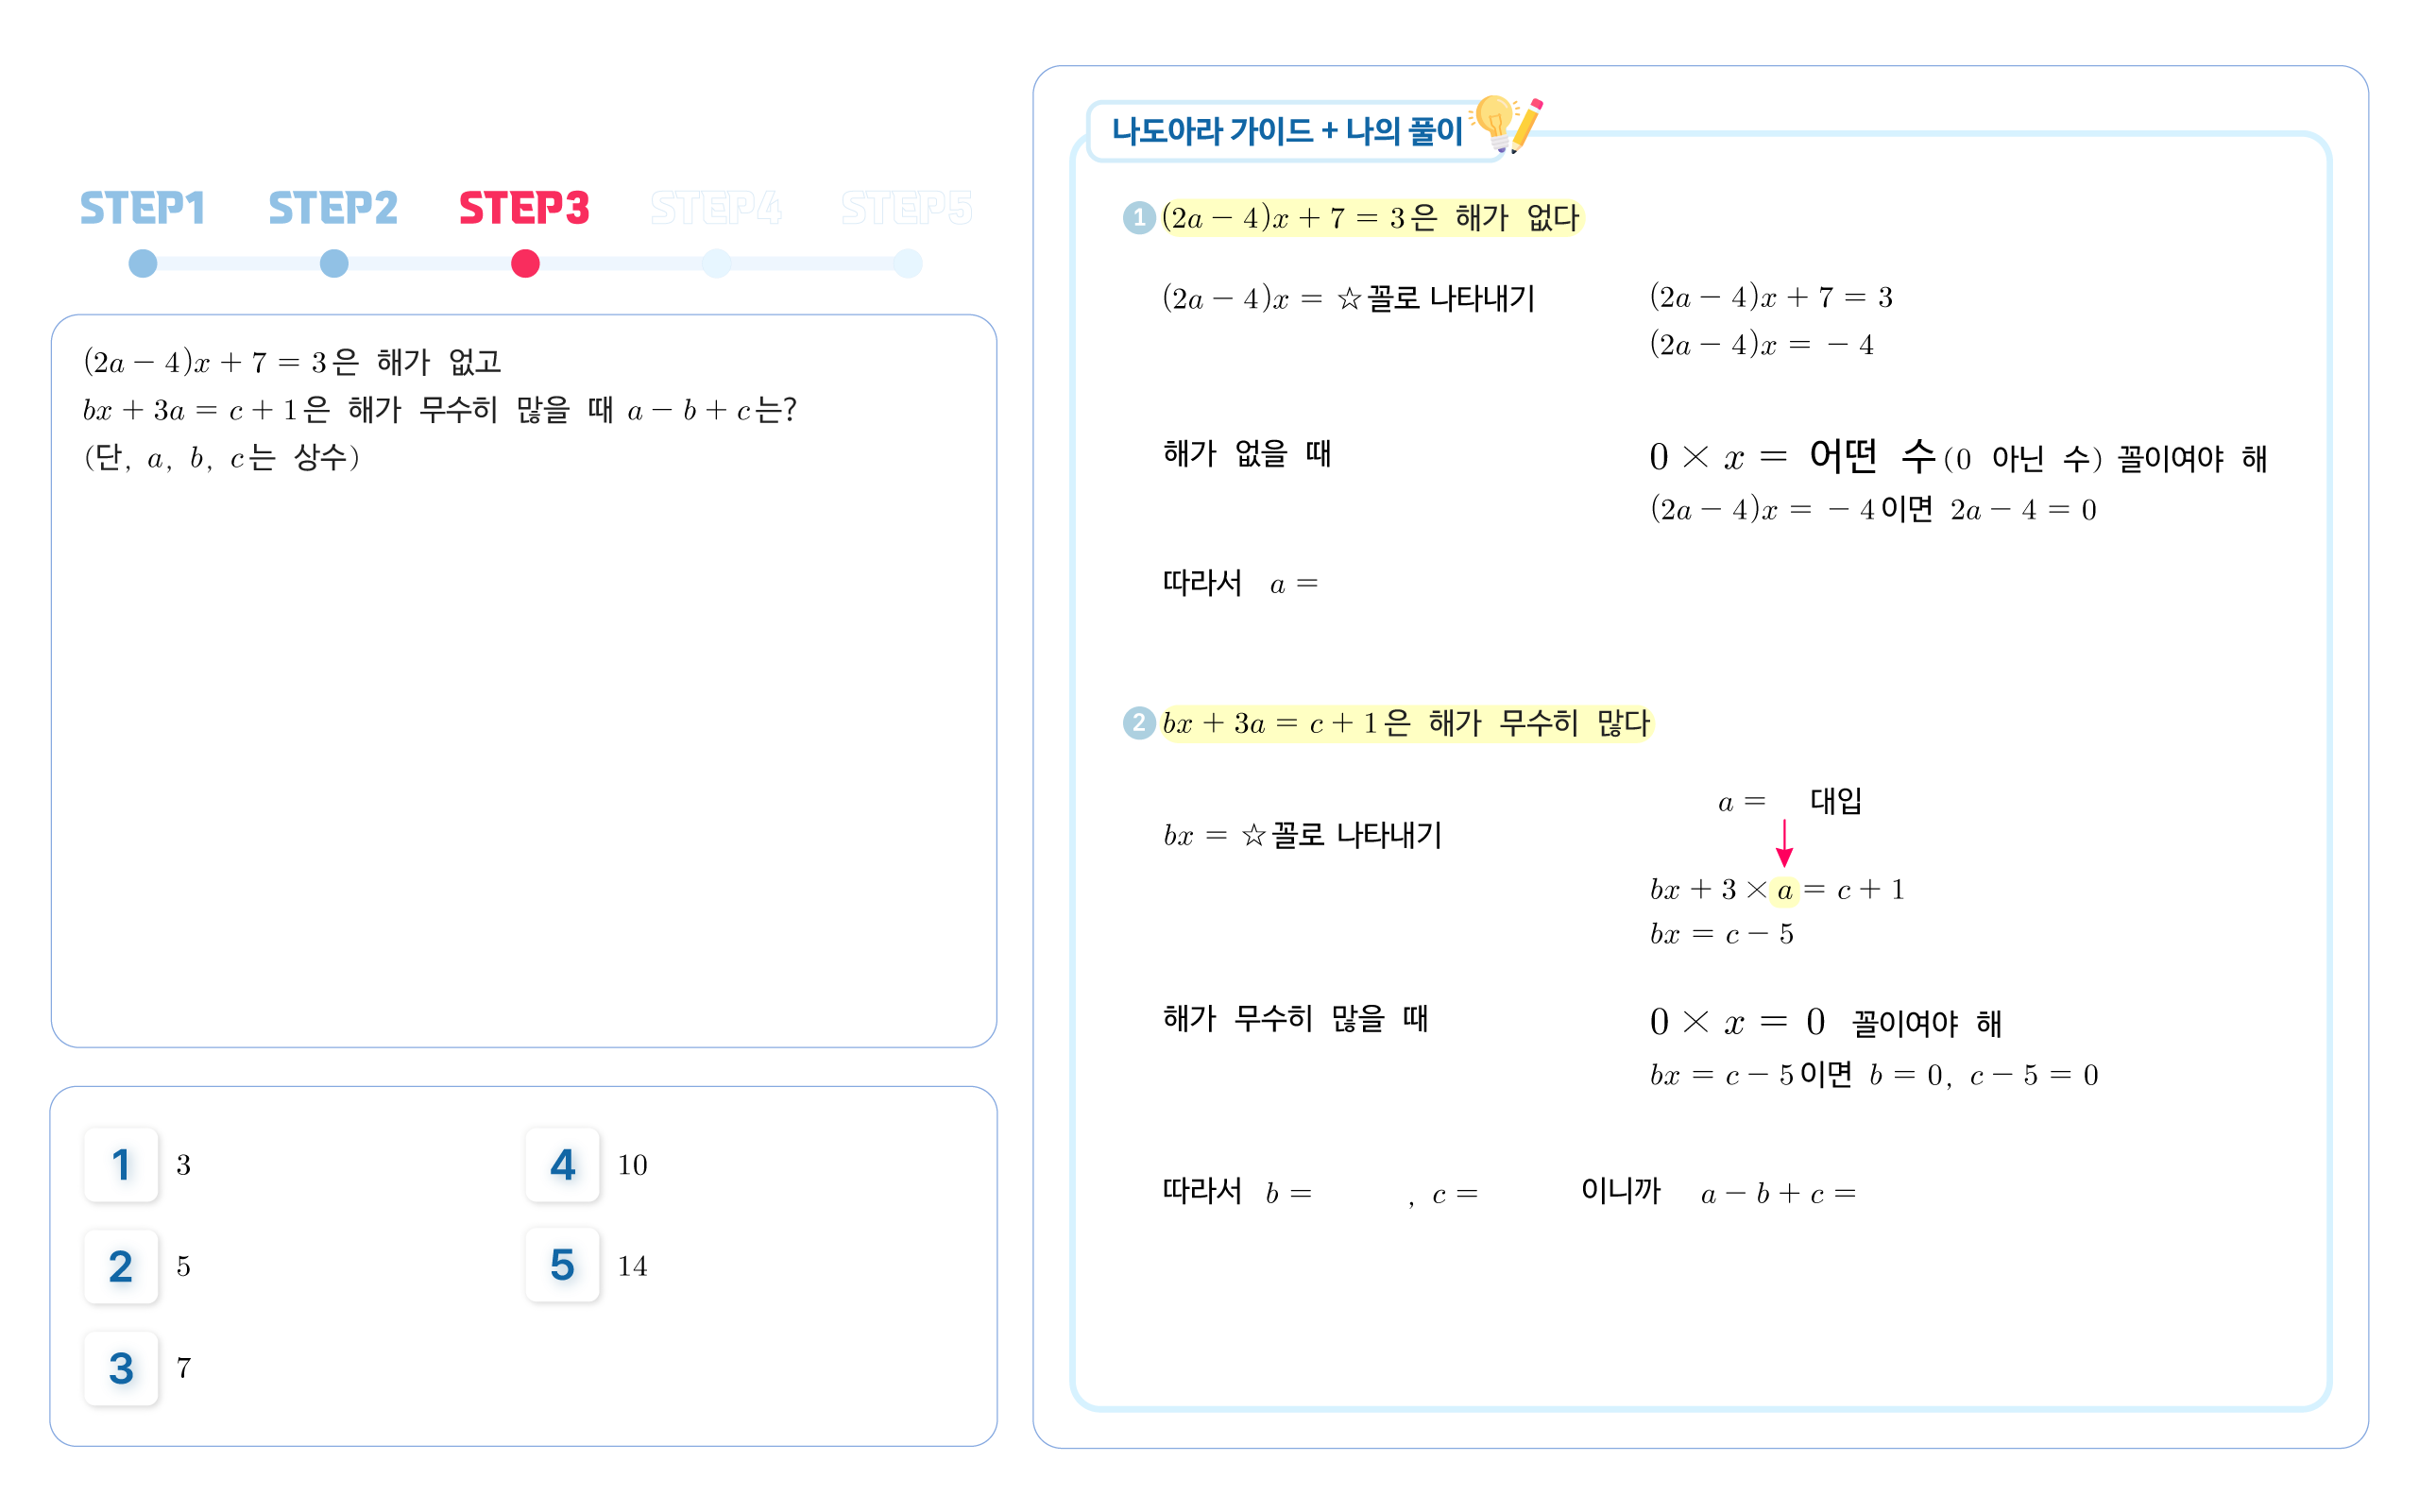 STEP1 STEP2 STEP3 STEP4 STEP5
(2a − 4)x + 7 = 3은 해가 없고
bx + 3a = c + 1은 해가 무수히 많을 때 a − b + c는?
(단, a, b, c는 상수)
1 3
2 5
3 7
4 10
5 14
나도아라 가이드 + 나의 풀이
1 (2a − 4)x + 7 = 3은 해가 없다
(2a − 4)x = ☆꼴로 나타내기
(2a − 4)x + 7 = 3
(2a − 4)x = − 4
해가 없을 때
0 × x = 어떤 수(0 아닌 수) 꼴이여야 해
(2a − 4)x = − 4이면 2a − 4 = 0
따라서 a =
2 bx + 3a = c + 1은 해가 무수히 많다
bx = ☆꼴로 나타내기
a = 대입
bx + 3 × a = c + 1
bx = c − 5
해가 무수히 많을 때
0 × x = 0 꼴이여야 해
bx = c − 5이면 b = 0, c − 5 = 0
따라서 b = , c = 이니까 a − b + c =